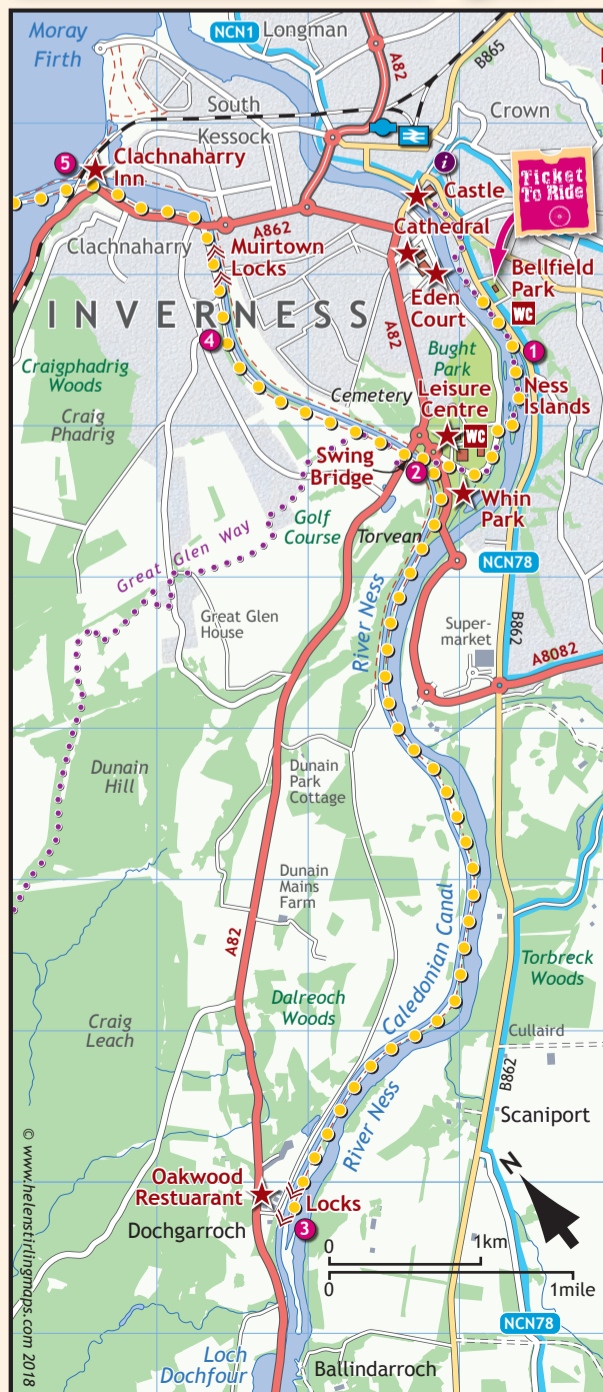 Moray
Firth
NCN1
Longman
A82
B865
South
Kessock
Crown
5
Clachnaharry
Inn
i
Castle
Ticket
To Ride
Cathedral
A862
Clachnaharry
Muirtown
Locks
Bellfield
Park
Eden
Court
WC
INVERNESS
A82
4
Bught
Park
1
Craigphadrig
Woods
Ness
Islands
Craig
Phadrig
Cemetery
Leisure
Centre
WC
Swing
Bridge
2
Whin
Park
Golf
Course
Torvean
Great Glen Way
NCN78
River Ness
Great Glen
House
Super-
market
B862
A8082
Dunain
Hill
Dunain
Park
Cottage
Dunain
Mains
Farm
A82
Caledonian Canal
Torbreck
Woods
Dalreoch
Woods
Craig
Leach
Cullaird
B862
River Ness
Scaniport
N
Oakwood
Restuarant
Locks
Dochgarroch
3
0 1km
0 1mile
NCN78
Loch
Dochfour
Ballindarroch
© www.helenstirlingmaps.com 2018